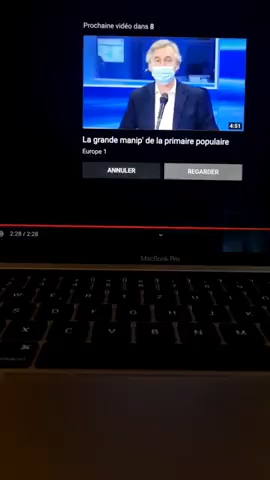 Prochaine vidéo dans 8
4:51
La grande manip' de la primaire populaire
Europe 1
ANNULER
REGARDER
2:28 / 2:28
MacBook Pro
W
E
R
T
Z
U
S
D
F
G
H
J
K
X
C
V
B
N
M